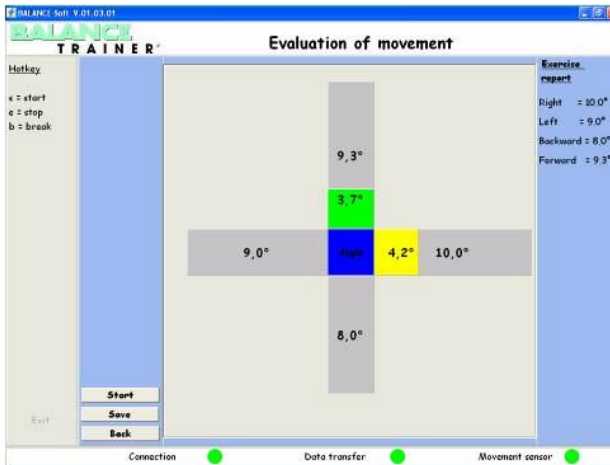 BALANCE-Soft V.01.03.01
BALANCE
TRAINER
Evaluation of movement
Hotkey
s = start
e = stop
b = break
Exercise
report
Right = 10,0°
Left = 9,0°
Backward = 8,0°
Forward = 9,3°
9,3°
3,7°
9,0°
Angle
4,2°
10,0°
8,0°
Start
Save
Back
Exit
Connection
Data transfer
Movement sensor